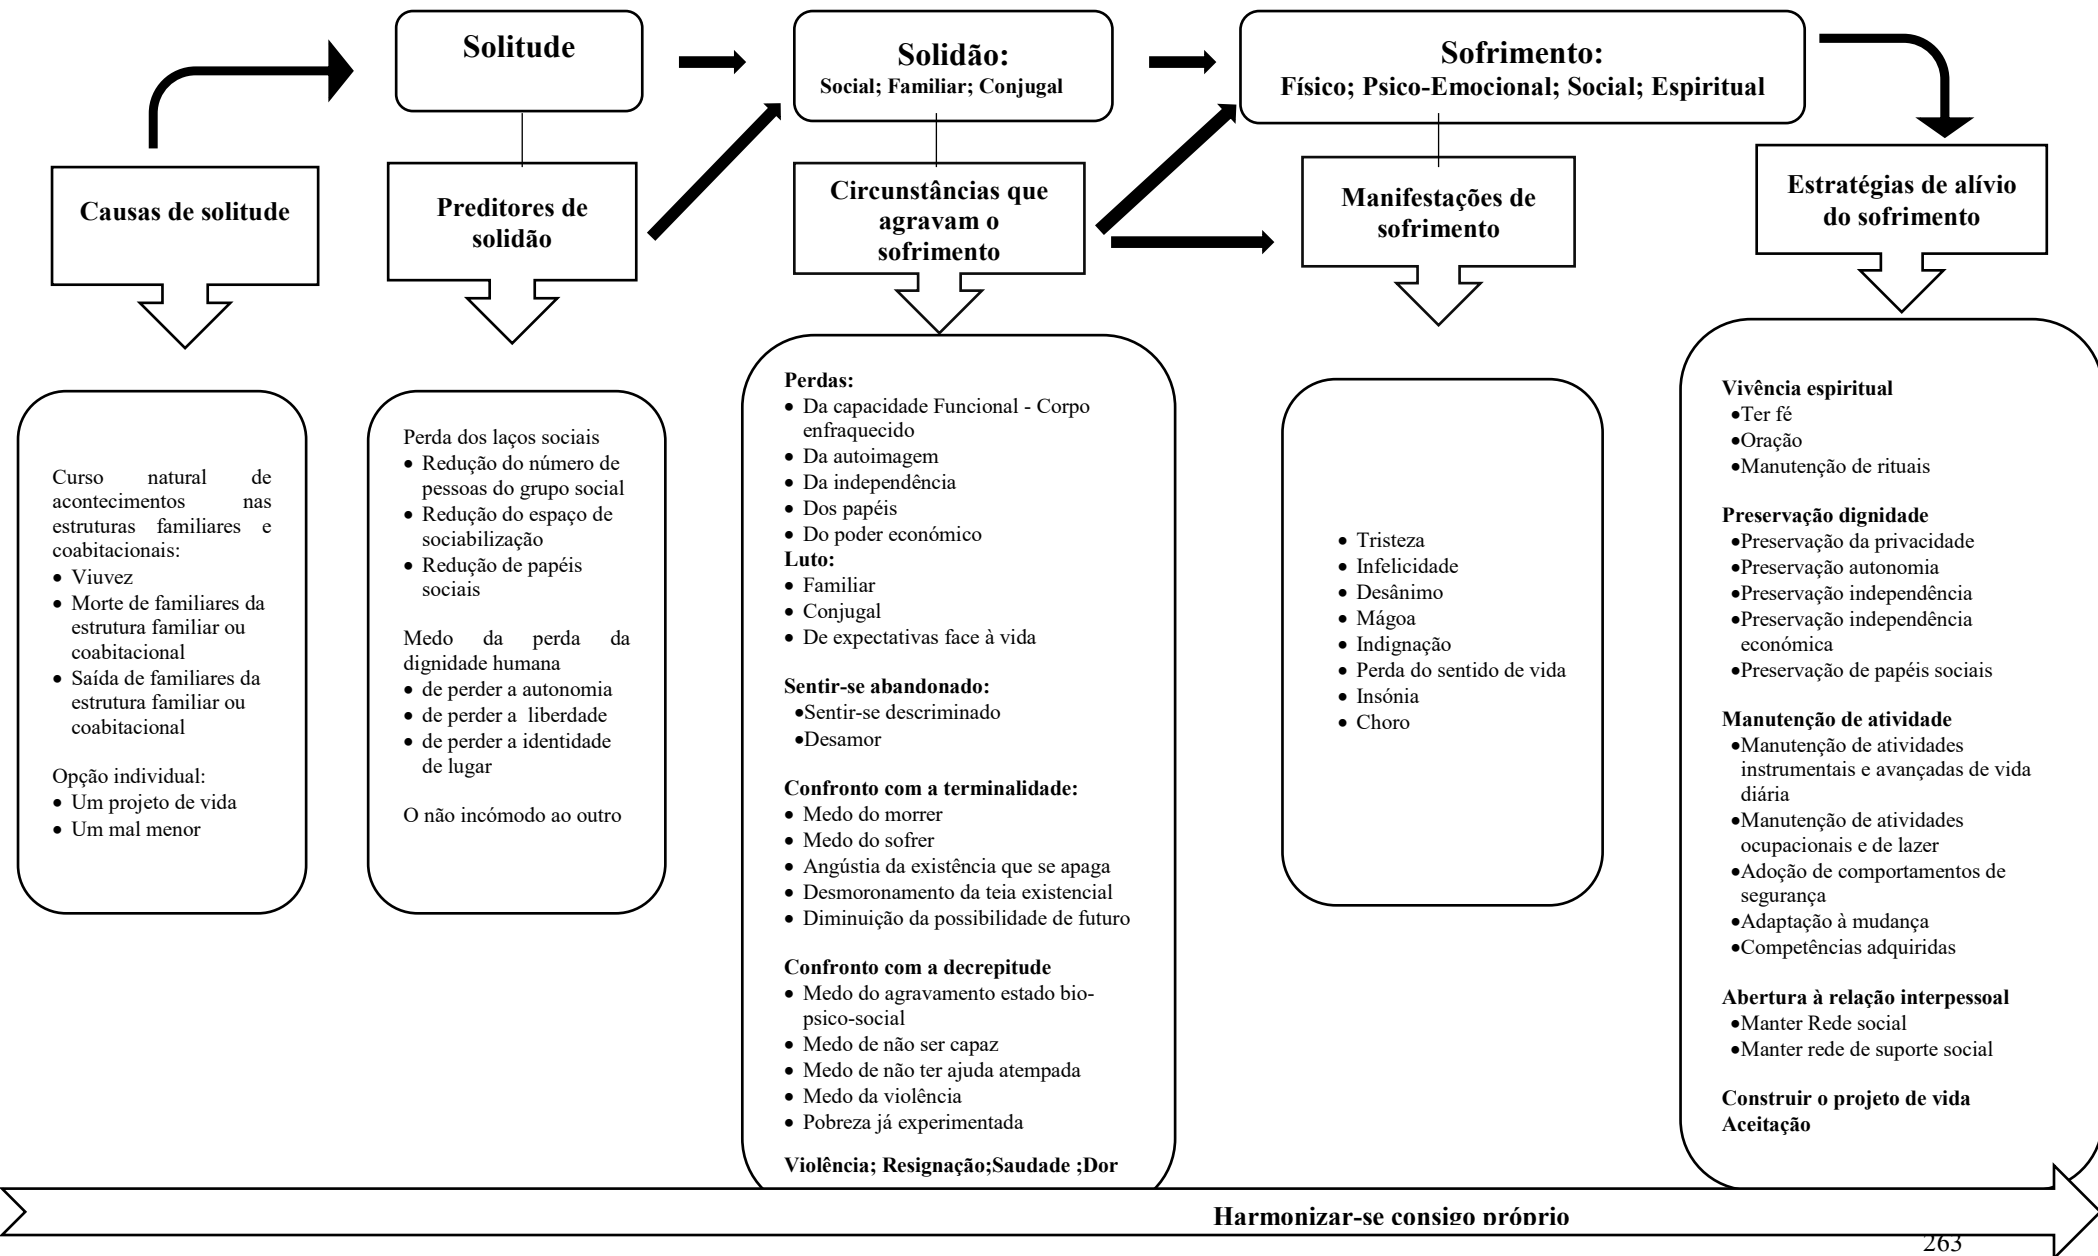 Solitude
Solidão:
Social; Familiar; Conjugal
Sofrimento:
Físico; Psico-Emocional; Social; Espiritual
Causas de solitude
Preditores de
solidão
Circunstâncias que
agravam o
sofrimento
Manifestações de
sofrimento
Estratégias de alívio
do sofrimento
Curso natural de
acontecimentos nas
estruturas familiares e
coabitacionais:
• Viuvez
• Morte de familiares da
estrutura familiar ou
coabitacional
• Saída de familiares da
estrutura familiar ou
coabitacional
Opção individual:
• Um projeto de vida
• Um mal menor
Perda dos laços sociais
• Redução do número de
pessoas do grupo social
• Redução do espaço de
sociabilização
• Redução de papéis
sociais
Medo da perda da
dignidade humana
• de perder a autonomia
• de perder a liberdade
• de perder a identidade
de lugar
O não incómodo ao outro
Perdas:
• Da capacidade Funcional - Corpo
enfraquecido
• Da autoimagem
• Da independência
• Dos papéis
• Do poder económico
Luto:
• Familiar
• Conjugal
• De expectativas face à vida
Sentir-se abandonado:
•Sentir-se descriminado
•Desamor
Confronto com a terminalidade:
• Medo do morrer
• Medo do sofrer
• Angústia da existência que se apaga
• Desmoronamento da teia existencial
• Diminuição da possibilidade de futuro
Confronto com a decrepitude
• Medo do agravamento estado bio-
psico-social
• Medo de não ser capaz
• Medo de não ter ajuda atempada
• Medo da violência
• Pobreza já experimentada
Violência; Resignação;Saudade ;Dor
• Tristeza
• Infelicidade
• Desânimo
• Mágoa
• Indignação
• Perda do sentido de vida
• Insónia
• Choro
Vivência espiritual
•Ter fé
•Oração
•Manutenção de rituais
Preservação dignidade
•Preservação da privacidade
•Preservação autonomia
•Preservação independência
•Preservação independência
económica
•Preservação de papéis sociais
Manutenção de atividade
•Manutenção de atividades
instrumentais e avançadas de vida
diária
•Manutenção de atividades
ocupacionais e de lazer
•Adoção de comportamentos de
segurança
•Adaptação à mudança
•Competências adquiridas
Abertura à relação interpessoal
•Manter Rede social
•Manter rede de suporte social
Construir o projeto de vida
Aceitação
Harmonizar-se consigo próprio
263